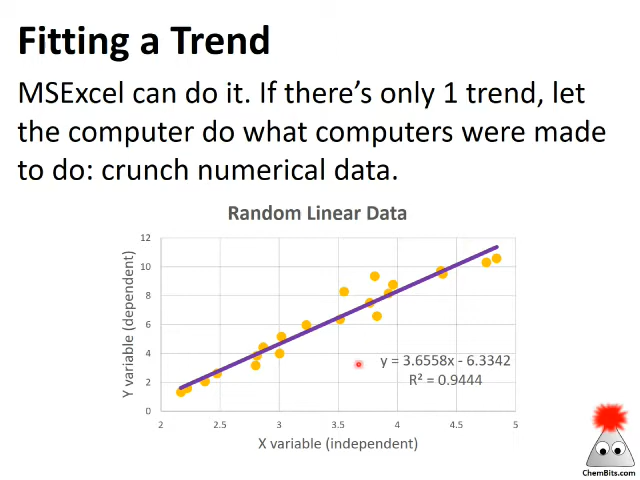 Fitting a Trend
MSExcel can do it. If there's only 1 trend, let
the computer do what computers were made
to do: crunch numerical data.
Random Linear Data
Y variable (dependent)
12
10
8
6
4
2
0
y = 3.6558x - 6.3342
R² = 0.9444
2 2.5 3 3.5 4 4.5 5
X variable (independent)
ChemBits.com